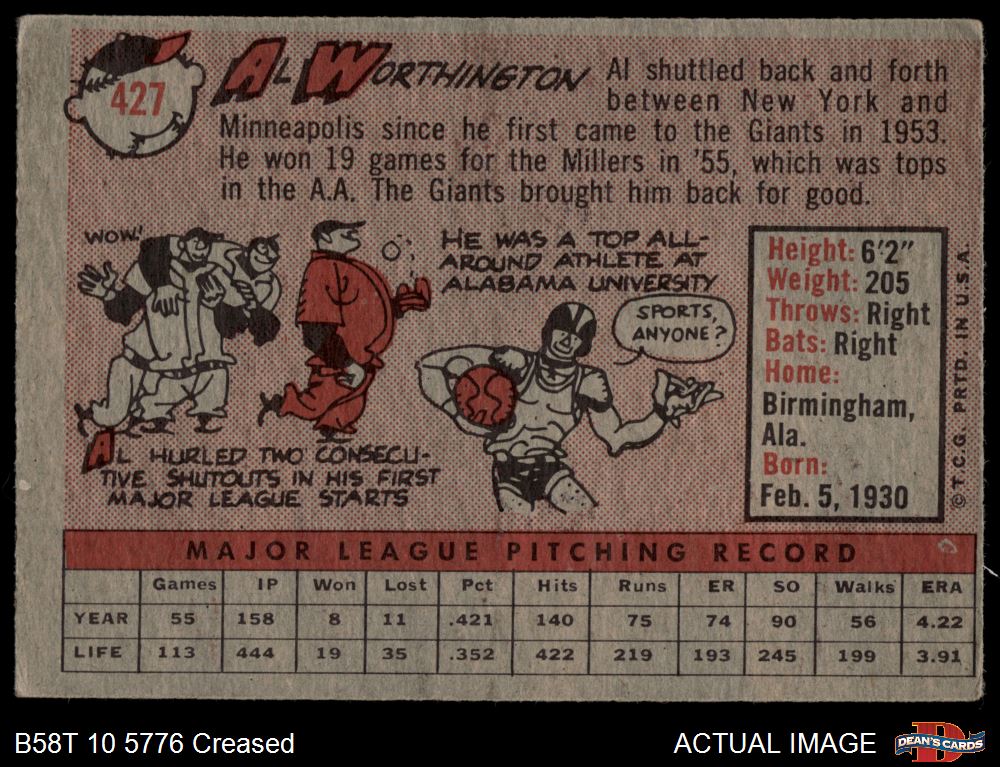 427
AL WORTHINGTON
Al shuttled back and forth
between New York and
Minneapolis since he first came to the Giants in 1953.
He won 19 games for the Millers in '55, which was tops
in the A.A. The Giants brought him back for good.
WOW!
HE WAS A TOP ALL-
AROUND ATHLETE AT
ALABAMA UNIVERSITY
SPORTS,
ANYONE?
AL HURLED TWO CONSECU-
TIVE SHUTOUTS IN HIS FIRST
MAJOR LEAGUE STARTS
Height: 6'2"
Weight: 205
Throws: Right
Bats: Right
Home:
Birmingham,
Ala.
Born:
Feb. 5, 1930
© T.C.G. PRTD. IN U.S.A.
MAJOR LEAGUE PITCHING RECORD
Games IP Won Lost Pct Hits Runs ER SO Walks ERA
YEAR 55 158 8 11 .421 140 75 74 90 56 4.22
LIFE 113 444 19 35 .352 422 219 193 245 199 3.91
B58T 10 5776 Creased
ACTUAL IMAGE
D
DEAN'S CARDS